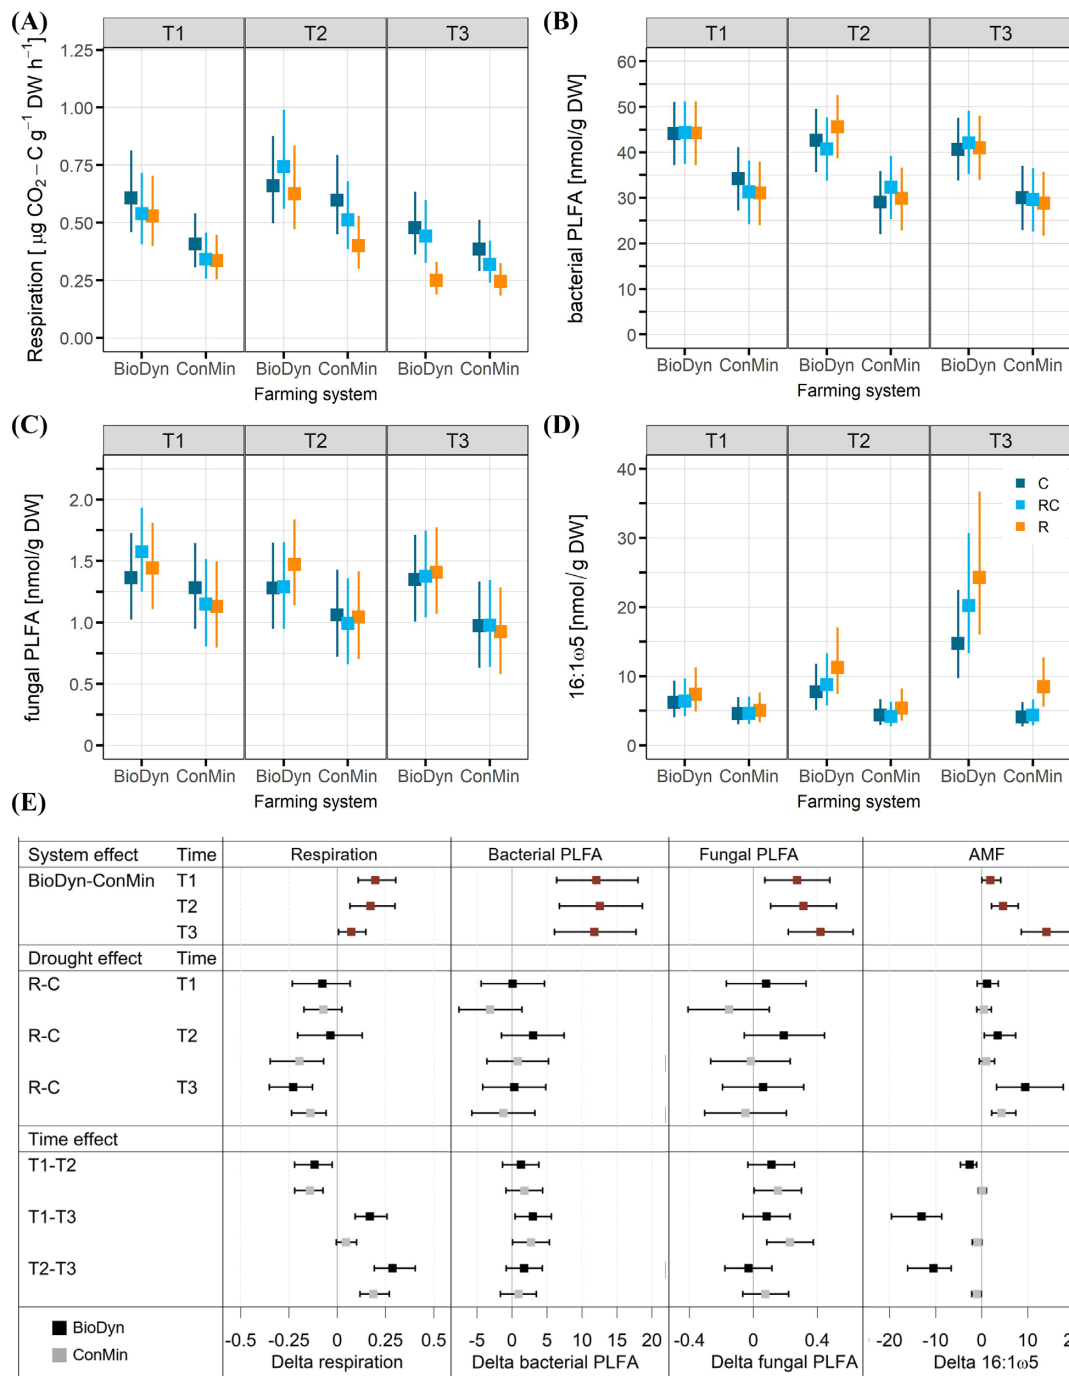 (A)
T1 T2 T3
Respiration [ µg CO₂ – C g⁻¹ DW h⁻¹]
1.25
1.00
0.75
0.50
0.25
0.00
BioDyn ConMin BioDyn ConMin BioDyn ConMin
Farming system
(B)
T1 T2 T3
bacterial PLFA [nmol/g DW]
60
50
40
30
20
10
0
BioDyn ConMin BioDyn ConMin BioDyn ConMin
Farming system
(C)
T1 T2 T3
fungal PLFA [nmol/g DW]
2.0
1.5
1.0
0.5
0
BioDyn ConMin BioDyn ConMin BioDyn ConMin
Farming system
(D)
T1 T2 T3
16:1ω5 [nmol/g DW]
40
30
20
10
0
C
RC
R
BioDyn ConMin BioDyn ConMin BioDyn ConMin
Farming system
(E)
System effect Time Respiration Bacterial PLFA Fungal PLFA AMF
BioDyn-ConMin T1
T2
T3
Drought effect Time
R-C T1
R-C T2
R-C T3
Time effect
T1-T2
T1-T3
T2-T3
BioDyn
ConMin
-0.5 -0.25 0 0.25 0.5 -5 0 5 10 15 20 -0.4 0 0.4 -20 -10 0 10 20
Delta respiration Delta bacterial PLFA Delta fungal PLFA Delta 16:1ω5